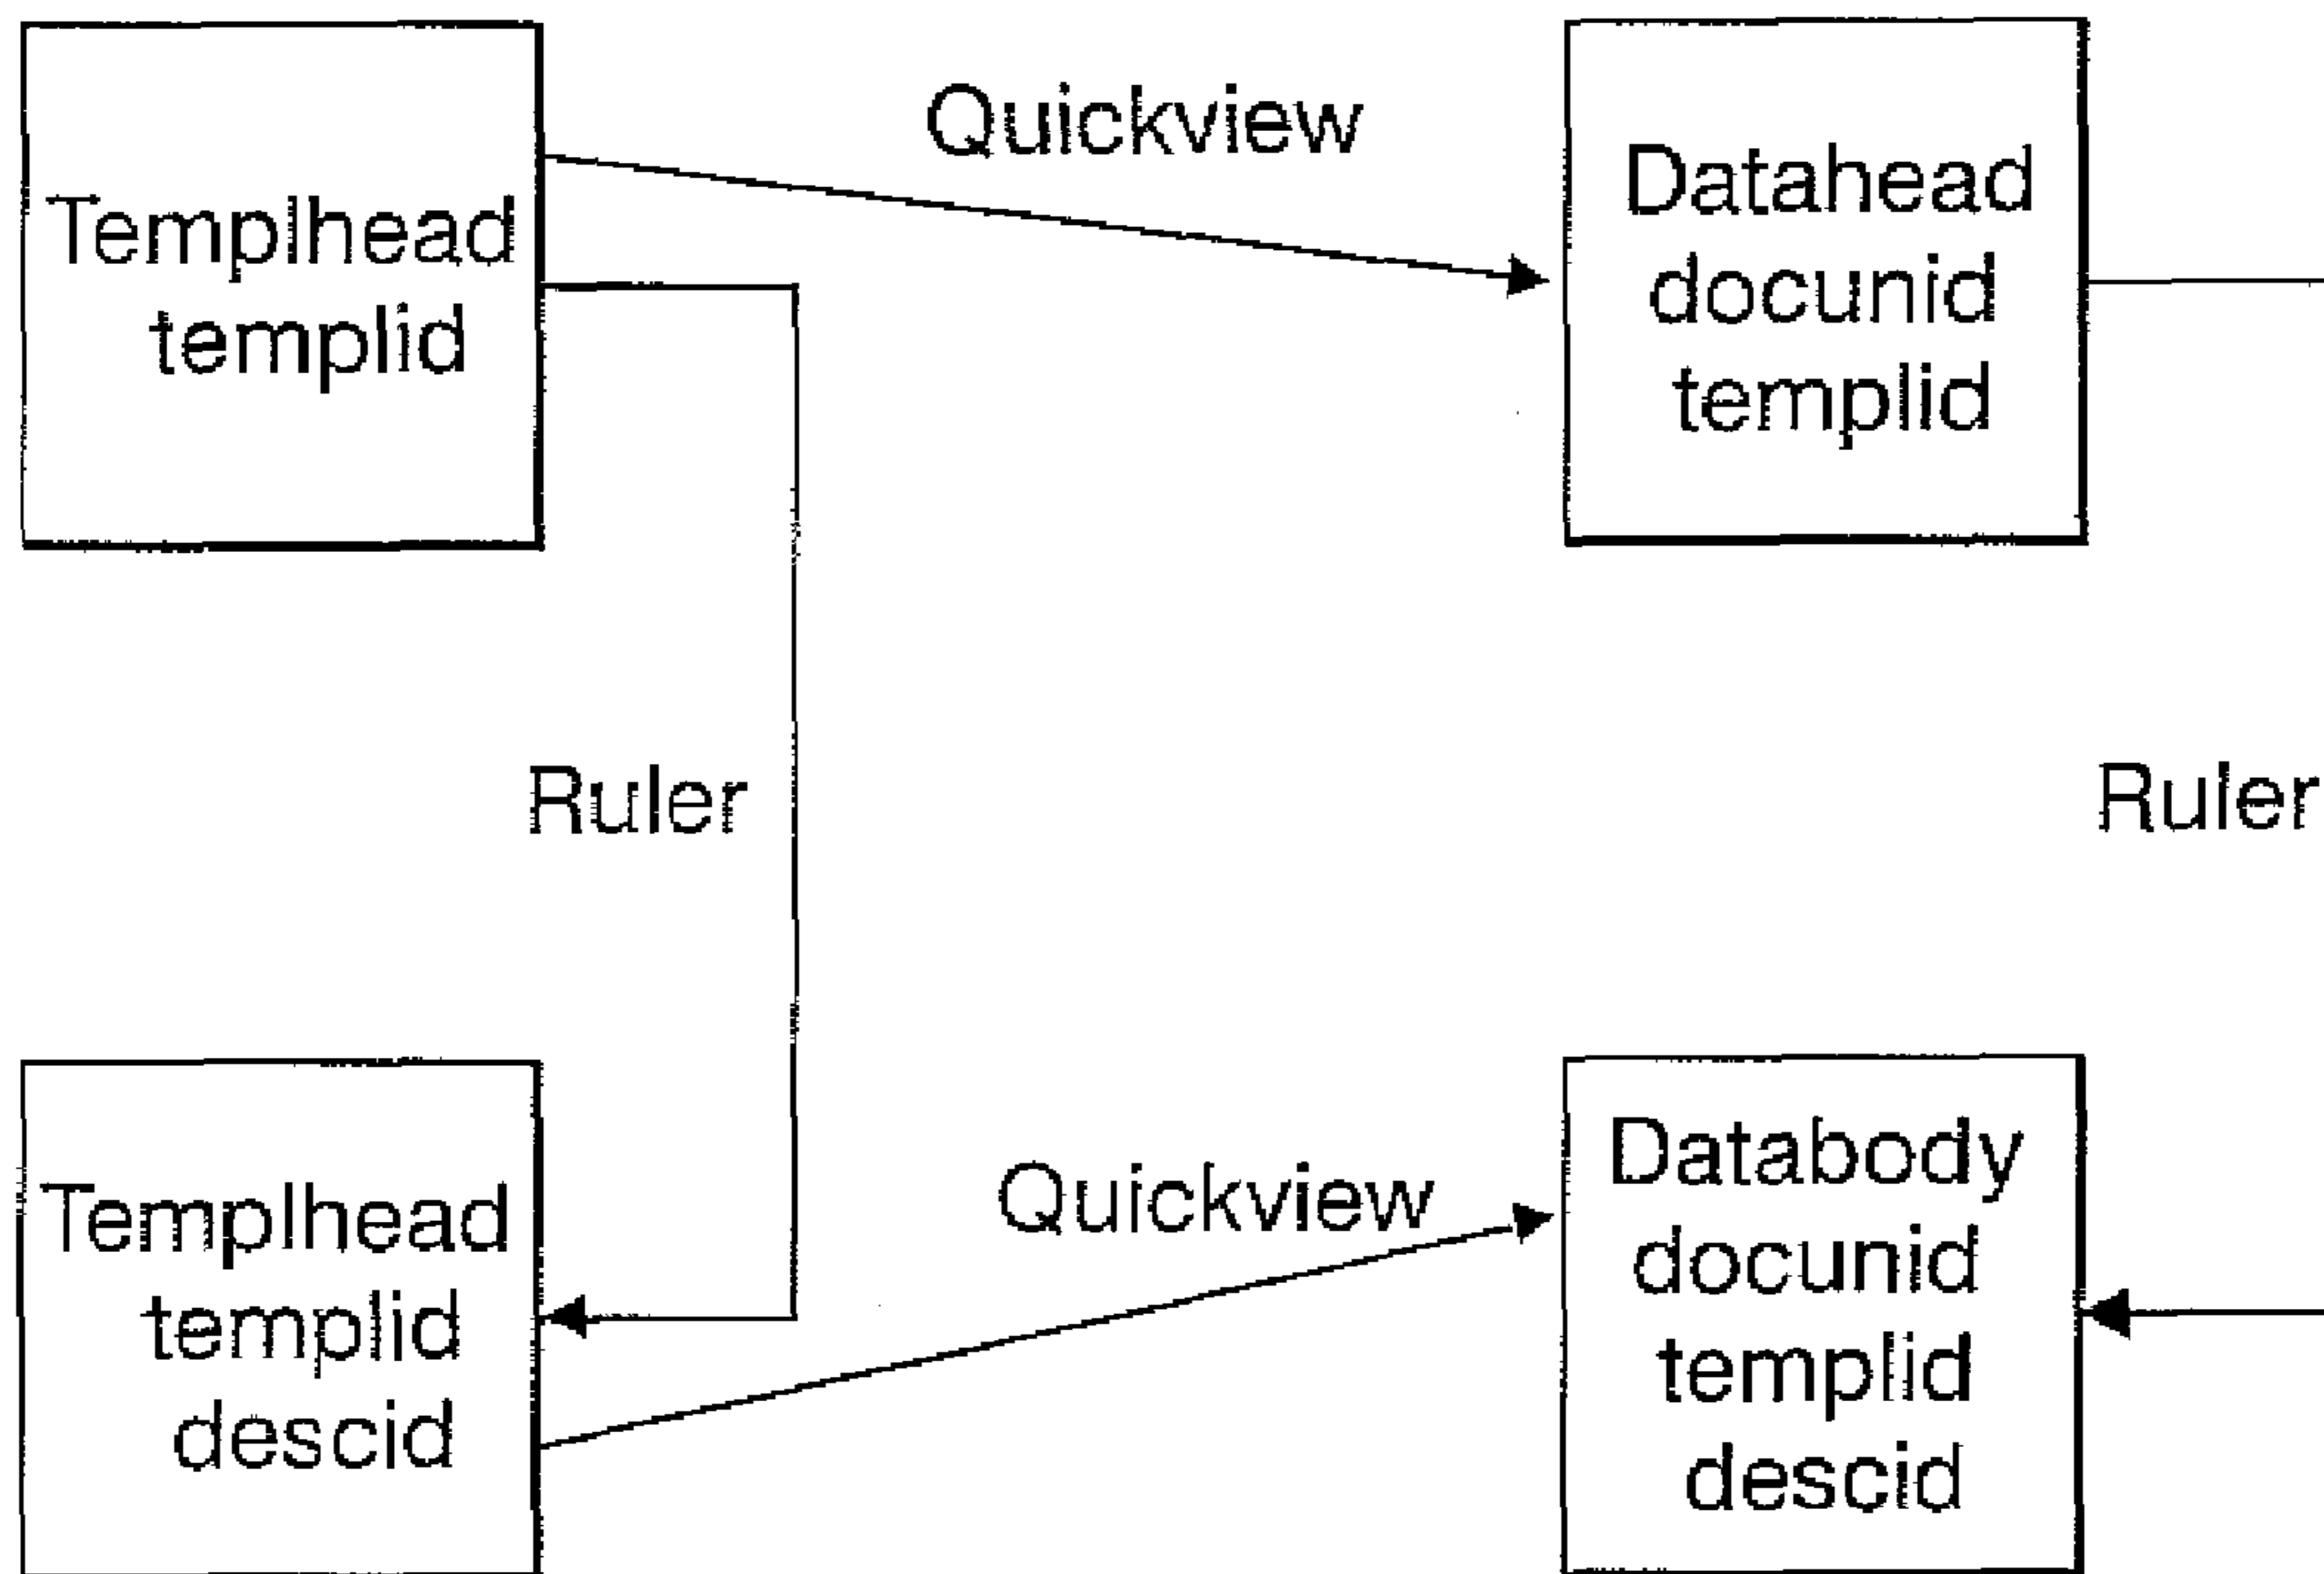 Quickview
Templhead
templid
Datahead
docunid
templid
Ruler
Ruler
Templhead
templid
descid
Quickview
Databody
docunid
templid
descid